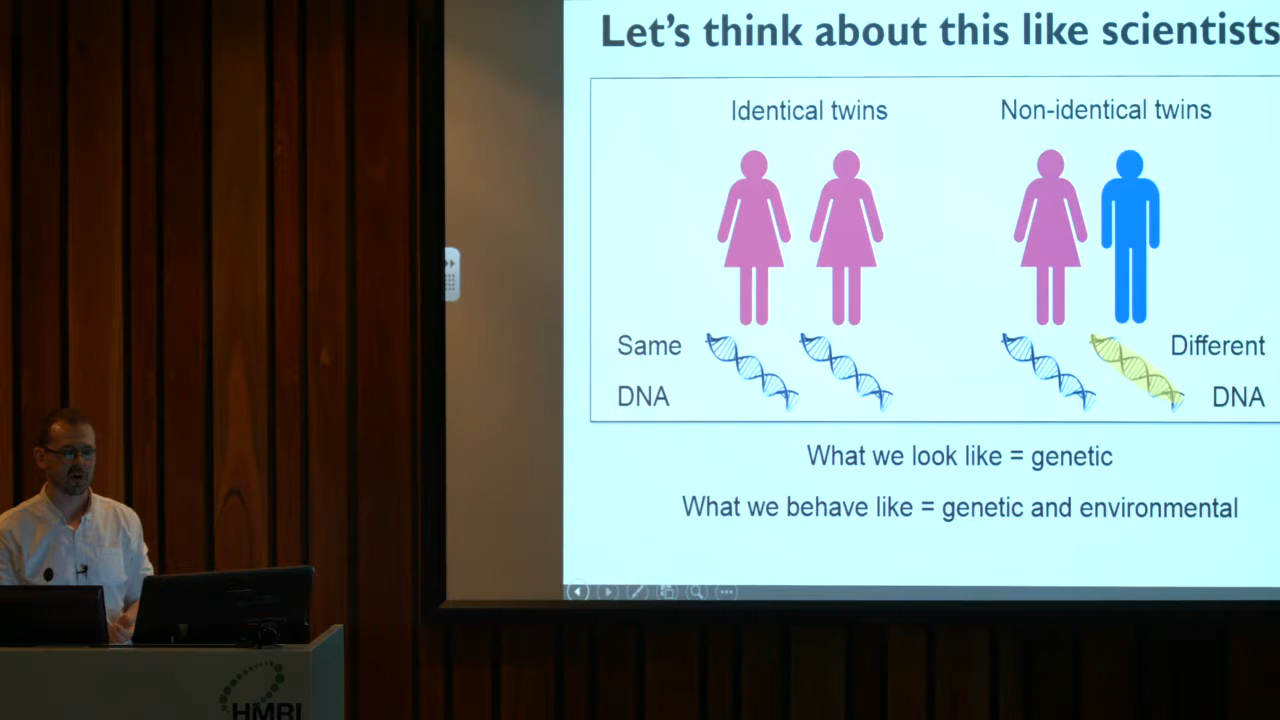 Let's think about this like scientists
Identical twins
Non-identical twins
Same
DNA
Different
DNA
What we look like = genetic
What we behave like = genetic and environmental
HMRI